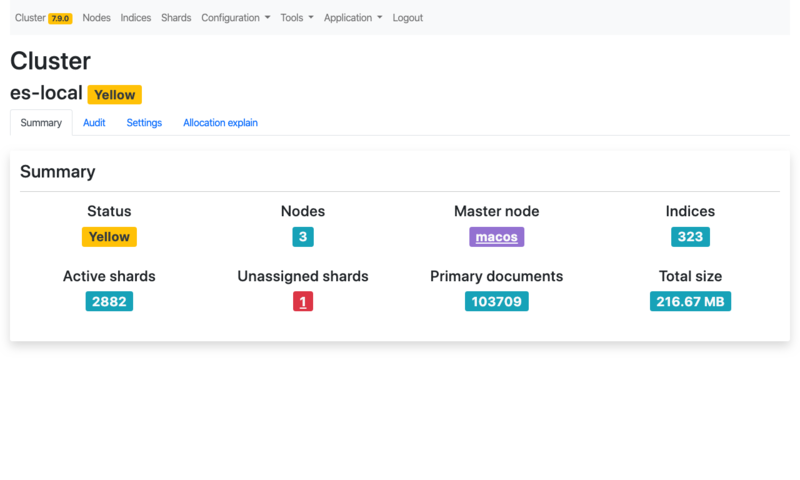 Cluster 7.9.0 Nodes Indices Shards Configuration Tools Application Logout
Cluster
es-local Yellow
Summary Audit Settings Allocation explain
Summary
Status Nodes Master node Indices
Yellow 3 macos 323
Active shards Unassigned shards Primary documents Total size
2882 1 103709 216.67 MB